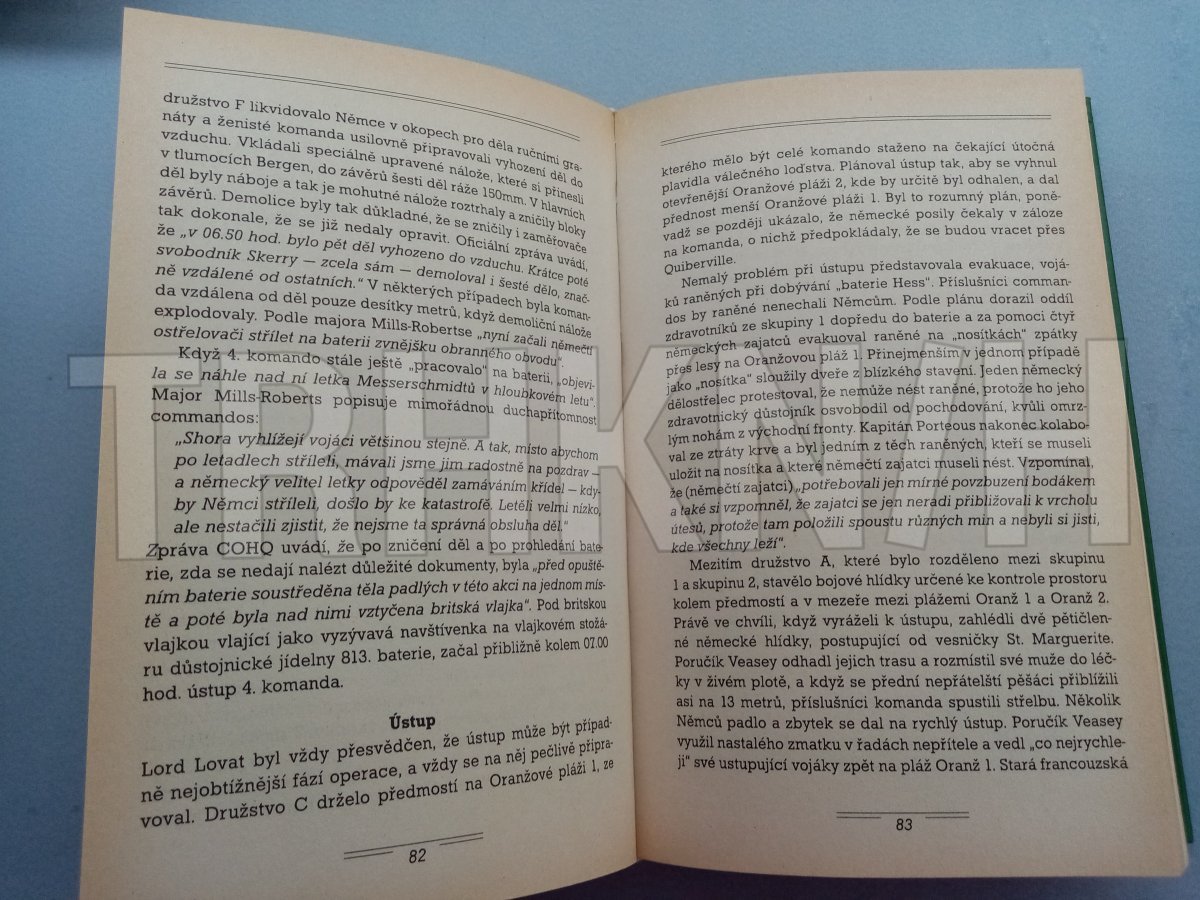 družstvo F likvidovalo Němce v okopech pro děla ručními gra-
náty a ženisté komanda usilovně připravovali vyhození děl do
vzduchu. Vkládali speciálně upravené nálože, které si přinesli
v tlumocích Bergen, do závěrů šesti děl ráže 150mm. V hlavních
děl byly náboje a tak je mohutné nálože roztrhaly a zničily bloky
závěrů. Demolice byly tak důkladné, že se zničily i zaměřovače
tak dokonale, že se již nedaly opravit. Oficiální zpráva uvádí,
že „v 06.50 hod. bylo pět děl vyhozeno do vzduchu. Krátce poté
svobodník Skerry – zcela sám – demoloval i šesté dělo, znač-
ně vzdálené od ostatních.“ V některých případech byla koman-
da vzdálena od děl pouze desítky metrů, když demoliční nálože
explodovaly. Podle majora Mills-Robertse „nyní začali němečtí
ostřelovači střílet na baterii zvnějšku obranného obvodu“.
Když 4. komando stále ještě „pracovalo“ na baterii, „objevi-
la se náhle nad ní letka Messerschmidtů v hloubkovém letu“.
Major Mills-Roberts popisuje mimořádnou duchapřítomnost
commandos:
„Shora vyhlížejí vojáci většinou stejně. A tak, místo abychom
po letadlech stříleli, mávali jsme jim radostně na pozdrav –
a německý velitel letky odpověděl zamáváním křídel – kdy-
by Němci stříleli, došlo by ke katastrofě. Letěli velmi nízko,
ale nestačili zjistit, že nejsme ta správná obsluha děl.“
Zpráva COHQ uvádí, že po zničení děl a po prohledání bate-
rie, zda se nedají nalézt důležité dokumenty, byla „před opuště-
ním baterie soustředěna těla padlých v této akci na jednom mís-
tě a poté byla nad nimi vztyčena britská vlajka“. Pod britskou
vlajkou vlající jako vyzývavá navštívenka na vlajkovém stožá-
ru důstojnické jídelny 813. baterie, začal přibližně kolem 07.00
hod. ústup 4. komanda.
Ústup
Lord Lovat byl vždy přesvědčen, že ústup může být případ-
ně nejobtížnější fází operace, a vždy se na něj pečlivě připra-
voval. Družstvo C drželo předmostí na Oranžové pláži 1, ze
82
kterého mělo být celé komando staženo na čekající útočná
plavidla válečného loďstva. Plánoval ústup tak, aby se vyhnul
otevřenější Oranžové pláži 2, kde by určitě byl odhalen, a dal
přednost menší Oranžové pláži 1. Byl to rozumný plán, poně-
vadž se později ukázalo, že německé posily čekaly v záloze
na komanda, o nichž předpokládaly, že se budou vracet přes
Quiberville.
Nemalý problém při ústupu představovala evakuace, vojá-
ků raněných při dobývání „baterie Hess“. Příslušníci comman-
dos by raněné nenechali Němcům. Podle plánu dorazil oddíl
zdravotníků ze skupiny 1 dopředu do baterie a za pomoci čtyř
německých zajatců evakuoval raněné na „nosítkách“ zpátky
přes lesy na Oranžovou pláž 1. Přinejmenším v jednom případě
jako „nosítka“ sloužily dveře z blízkého stavení. Jeden německý
dělostřelec protestoval, že nemůže nést raněné, protože ho jeho
zdravotnický důstojník osvobodil od pochodování, kvůli omrz-
lým nohám z východní fronty. Kapitán Porteous nakonec kolabo-
val ze ztráty krve a byl jedním z těch raněných, kteří se museli
uložit na nosítka a které němečtí zajatci museli nést. Vzpomínal,
že (němečtí zajatci) „potřebovali jen mírné povzbuzení bodákem
a také si vzpomněl, že zajatci se jen neradi přibližovali k vrcholu
útesů, protože tam položili spoustu různých min a nebyli si jisti,
kde všechny leží“.
Mezitím družstvo A, které bylo rozděleno mezi skupinu
1 a skupinu 2, stavělo bojové hlídky určené ke kontrole prostoru
kolem předmostí a v mezeře mezi plážemi Oranž 1 a Oranž 2.
Právě ve chvíli, když vyráželi k ústupu, zahlédli dvě pětičlen-
né německé hlídky, postupující od vesničky St. Marguerite.
Poručík Veasey odhadl jejich trasu a rozmístil své muže do léč-
ky v živém plotě, a když se přední nepřátelští pěšáci přiblížili
asi na 13 metrů, příslušníci komanda spustili střelbu. Několik
Němců padlo a zbytek se dal na rychlý ústup. Poručík Veasey
využil nastalého zmatku v řadách nepřítele a vedl „co nejrychle-
ji“ své ustupující vojáky zpět na pláž Oranž 1. Stará francouzská
83
TRHKNIH